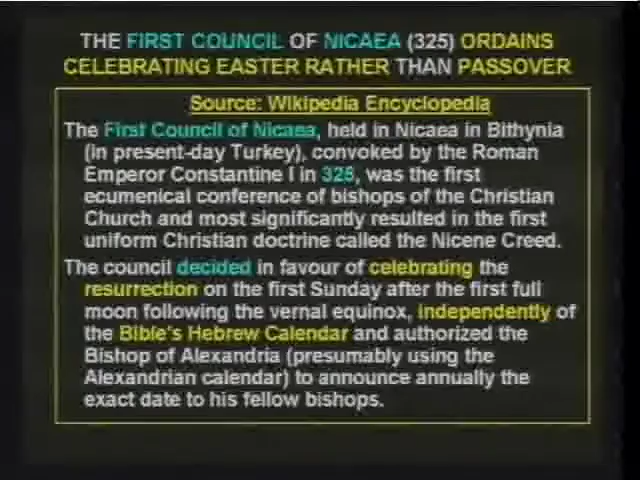 THE FIRST COUNCIL OF NICAEA (325) ORDAINS
CELEBRATING EASTER RATHER THAN PASSOVER
Source: Wikipedia Encyclopedia
The First Council of Nicaea, held in Nicaea in Bithynia
(in present-day Turkey), convoked by the Roman
Emperor Constantine I in 325, was the first
ecumenical conference of bishops of the Christian
Church and most significantly resulted in the first
uniform Christian doctrine called the Nicene Creed.
The council decided in favour of celebrating the
resurrection on the first Sunday after the first full
moon following the vernal equinox, independently of
the Bible's Hebrew Calendar and authorized the
Bishop of Alexandria (presumably using the
Alexandrian calendar) to announce annually the
exact date to his fellow bishops.